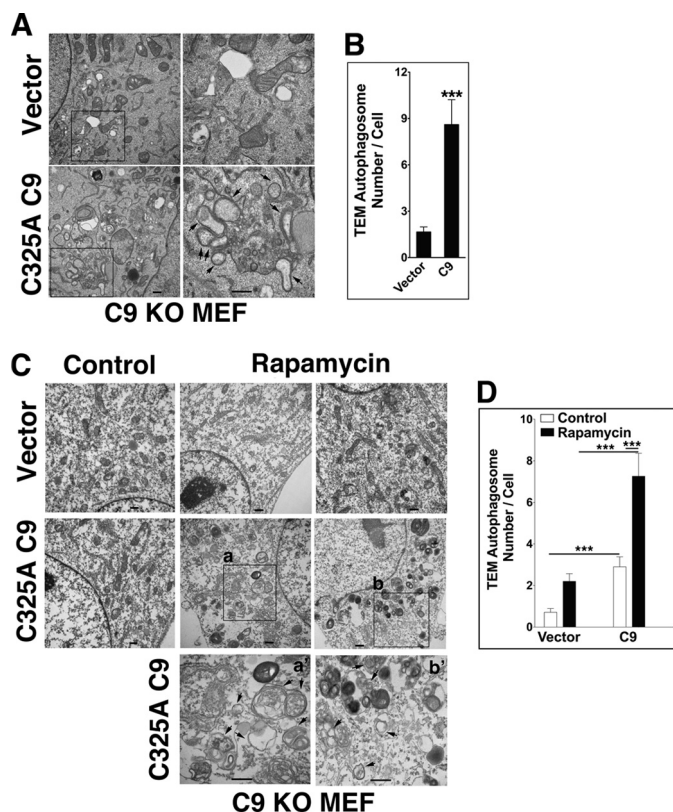 A
Vector
C325A C9
C9 KO MEF
B
TEM Autophagosome
Number / Cell
12
9
6
3
0
***
Vector
C9
C
Control
Rapamycin
Vector
C325A C9
a
b
C325A C9
a'
b'
C9 KO MEF
D
Control
Rapamycin
TEM Autophagosome
Number / Cell
10
8
6
4
2
0
*** ***
***
Vector
C9